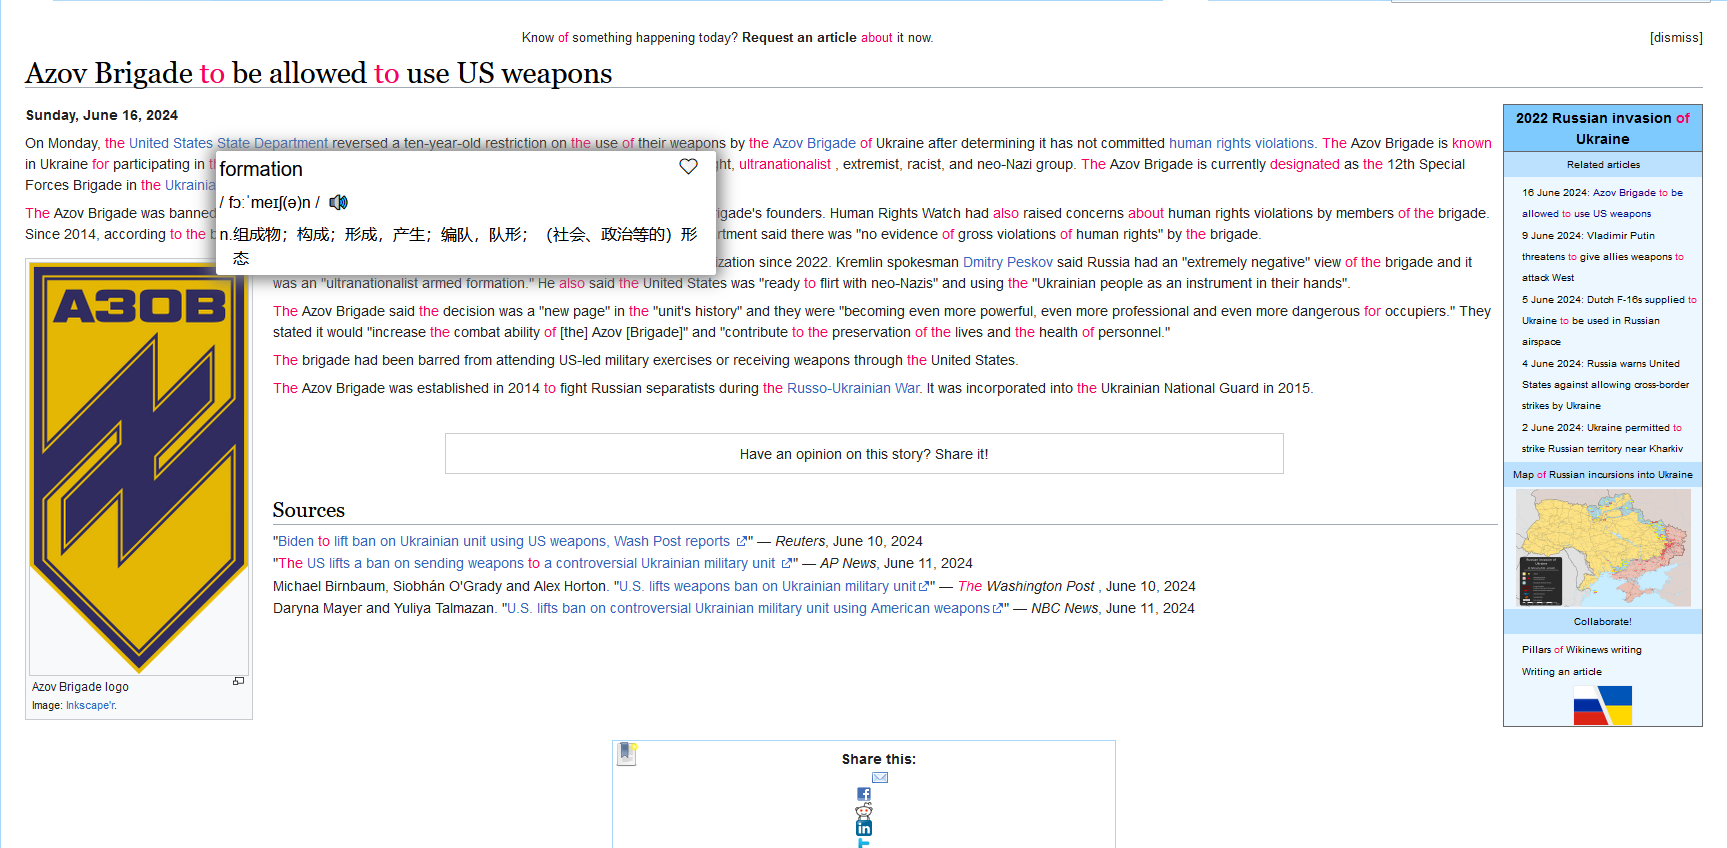 Know of something happening today? Request an article about it now.
[dismiss]
Azov Brigade to be allowed to use US weapons
Sunday, June 16, 2024
On Monday, the United States State Department reversed a ten-year-old restriction on the use of their weapons by the Azov Brigade of Ukraine after determining it has not committed human rights violations. The Azov Brigade is known
in Ukraine for participating in ultranationalist , extremist, racist, and neo-Nazi group. The Azov Brigade is currently designated as the 12th Special
Forces Brigade in the
The Azov Brigade was banned founders. Human Rights Watch had also raised concerns about human rights violations by members of the brigade.
Since 2014, according to the said there was "no evidence of gross violations of human rights" by the brigade.
since 2022. Kremlin spokesman Dmitry Peskov said Russia had an "extremely negative" view of the brigade and it
was an "ultranationalist armed formation." He also said the United States was "ready to flirt with neo-Nazis" and using the "Ukrainian people as an instrument in their hands".
The Azov Brigade said the decision was a "new page" in the "unit's history" and they were "becoming even more powerful, even more professional and even more dangerous for occupiers." They
stated it would "increase the combat ability of [the] Azov [Brigade]" and "contribute to the preservation of the lives and the health of personnel."
The brigade had been barred from attending US-led military exercises or receiving weapons through the United States.
The Azov Brigade was established in 2014 to fight Russian separatists during the Russo-Ukrainian War. It was incorporated into the Ukrainian National Guard in 2015.
formation
/ fɔːˈmeɪʃ(ə)n /
n.组成物；构成；形成，产生；编队，队形；（社会、政治等的）形
态
АЗОВ
Azov Brigade logo
Image: Inkscape'r.
Have an opinion on this story? Share it!
Sources
"Biden to lift ban on Ukrainian unit using US weapons, Wash Post reports" — Reuters, June 10, 2024
"The US lifts a ban on sending weapons to a controversial Ukrainian military unit" — AP News, June 11, 2024
Michael Birnbaum, Siobhán O'Grady and Alex Horton. "U.S. lifts weapons ban on Ukrainian military unit" — The Washington Post , June 10, 2024
Daryna Mayer and Yuliya Talmazan. "U.S. lifts ban on controversial Ukrainian military unit using American weapons" — NBC News, June 11, 2024
2022 Russian invasion of
Ukraine
Related articles
16 June 2024: Azov Brigade to be
allowed to use US weapons
9 June 2024: Vladimir Putin
threatens to give allies weapons to
attack West
5 June 2024: Dutch F-16s supplied to
Ukraine to be used in Russian
airspace
4 June 2024: Russia warns United
States against allowing cross-border
strikes by Ukraine
2 June 2024: Ukraine permitted to
strike Russian territory near Kharkiv
Map of Russian incursions into Ukraine
Collaborate!
Pillars of Wikinews writing
Writing an article
Share this: